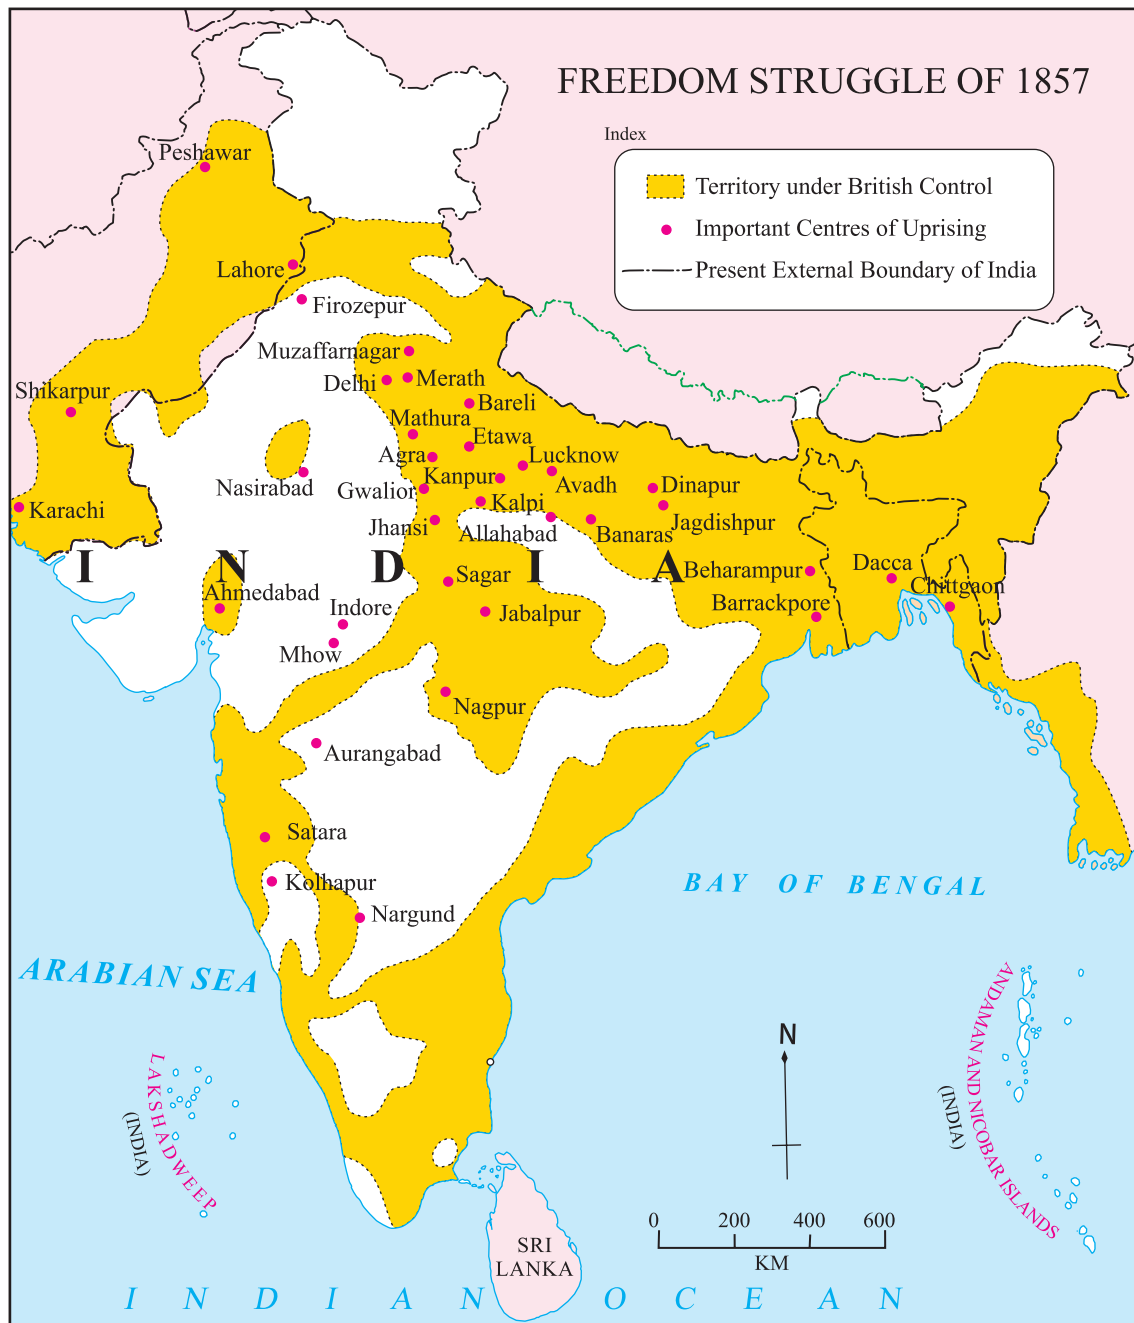 FREEDOM STRUGGLE OF 1857
Index
Territory under British Control
Important Centres of Uprising
Present External Boundary of India
Peshawar
Lahore
Firozepur
Muzaffarnagar
Delhi
Merath
Shikarpur
Bareli
Mathura
Etawa
Agra
Lucknow
Kanpur
Avadh
Nasirabad
Gwalior
Dinapur
Karachi
Kalpi
Jagdishpur
Jhansi
Allahabad
Banaras
I N D I A
Sagar
Beharampur
Dacca
Chittgaon
Ahmedabad
Indore
Jabalpur
Barrackpore
Mhow
Nagpur
Aurangabad
Satara
Kolhapur
Nargund
BAY OF BENGAL
ARABIAN SEA
ANDAMAN AND NICOBAR ISLANDS
(INDIA)
LAKSHADWEEP
(INDIA)
N
0 200 400 600
KM
SRI
LANKA
I N D I A N O C E A N